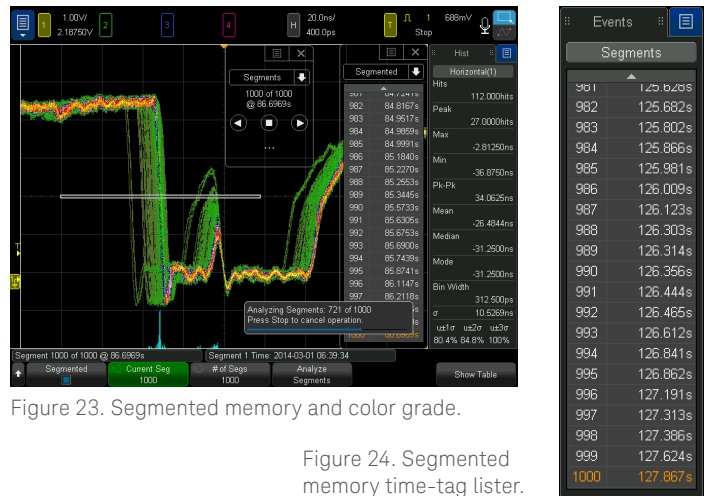 1
1.00V/
2.18750V
2
3
4
H
20.0ns/
400.0ps
T
1
688mV
Stop
Segments
1000 of 1000
@ 86.6969s
...
Segmented
981 84.7241s
982 84.8167s
983 84.9517s
984 84.9859s
985 84.9991s
986 85.1840s
987 85.2270s
988 85.2553s
989 85.3445s
990 85.5733s
991 85.6305s
992 85.6753s
993 85.6900s
994 85.7439s
995 85.8741s
996 86.1147s
997 86.2118s
1000 86.6969s
Hist
Horizontal(1)
Hits
112.000hits
Peak
27.0000hits
Max
-2.81250ns
Min
-36.8750ns
Pk-Pk
34.0625ns
Mean
-26.4844ns
Median
-31.2500ns
Mode
-31.2500ns
Bin Width
312.500ps
σ
10.5269ns
u±1σ u±2σ u±3σ
80.4% 84.8% 100%
Analyzing Segments: 721 of 1000
Press Stop to cancel operation.
Segment 1000 of 1000 @ 86.6969s
Segment 1 Time: 2014-03-01 06:39:34
Segmented
Current Seg
1000
# of Segs
1000
Analyze
Segments
Show Table
Figure 23. Segmented memory and color grade.
Events
Segments
981 125.628s
982 125.682s
983 125.802s
984 125.866s
985 125.981s
986 126.009s
987 126.123s
988 126.303s
989 126.314s
990 126.356s
991 126.444s
992 126.465s
993 126.612s
994 126.841s
995 126.862s
996 127.191s
997 127.313s
998 127.386s
999 127.624s
1000 127.867s
Figure 24. Segmented
memory time-tag lister.